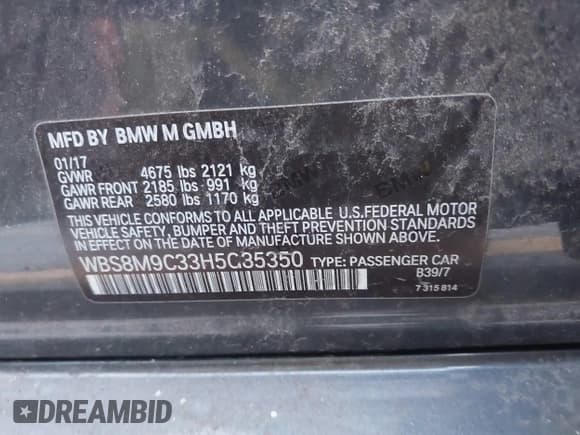 MFD BY BMW M GMBH
01/17
GVWR 4675 lbs 2121 kg
GAWR FRONT 2185 lbs 991 kg
GAWR REAR 2580 lbs 1170 kg
THIS VEHICLE CONFORMS TO ALL APPLICABLE U.S.FEDERAL MOTOR
VEHICLE SAFETY, BUMPER AND THEFT PREVENTION STANDARDS
IN EFFECT ON THE DATE OF MANUFACTURE SHOWN ABOVE.
WBS8M9C33H5G35350 TYPE: PASSENGER CAR
B39/7
7 315 814
DREAMBID